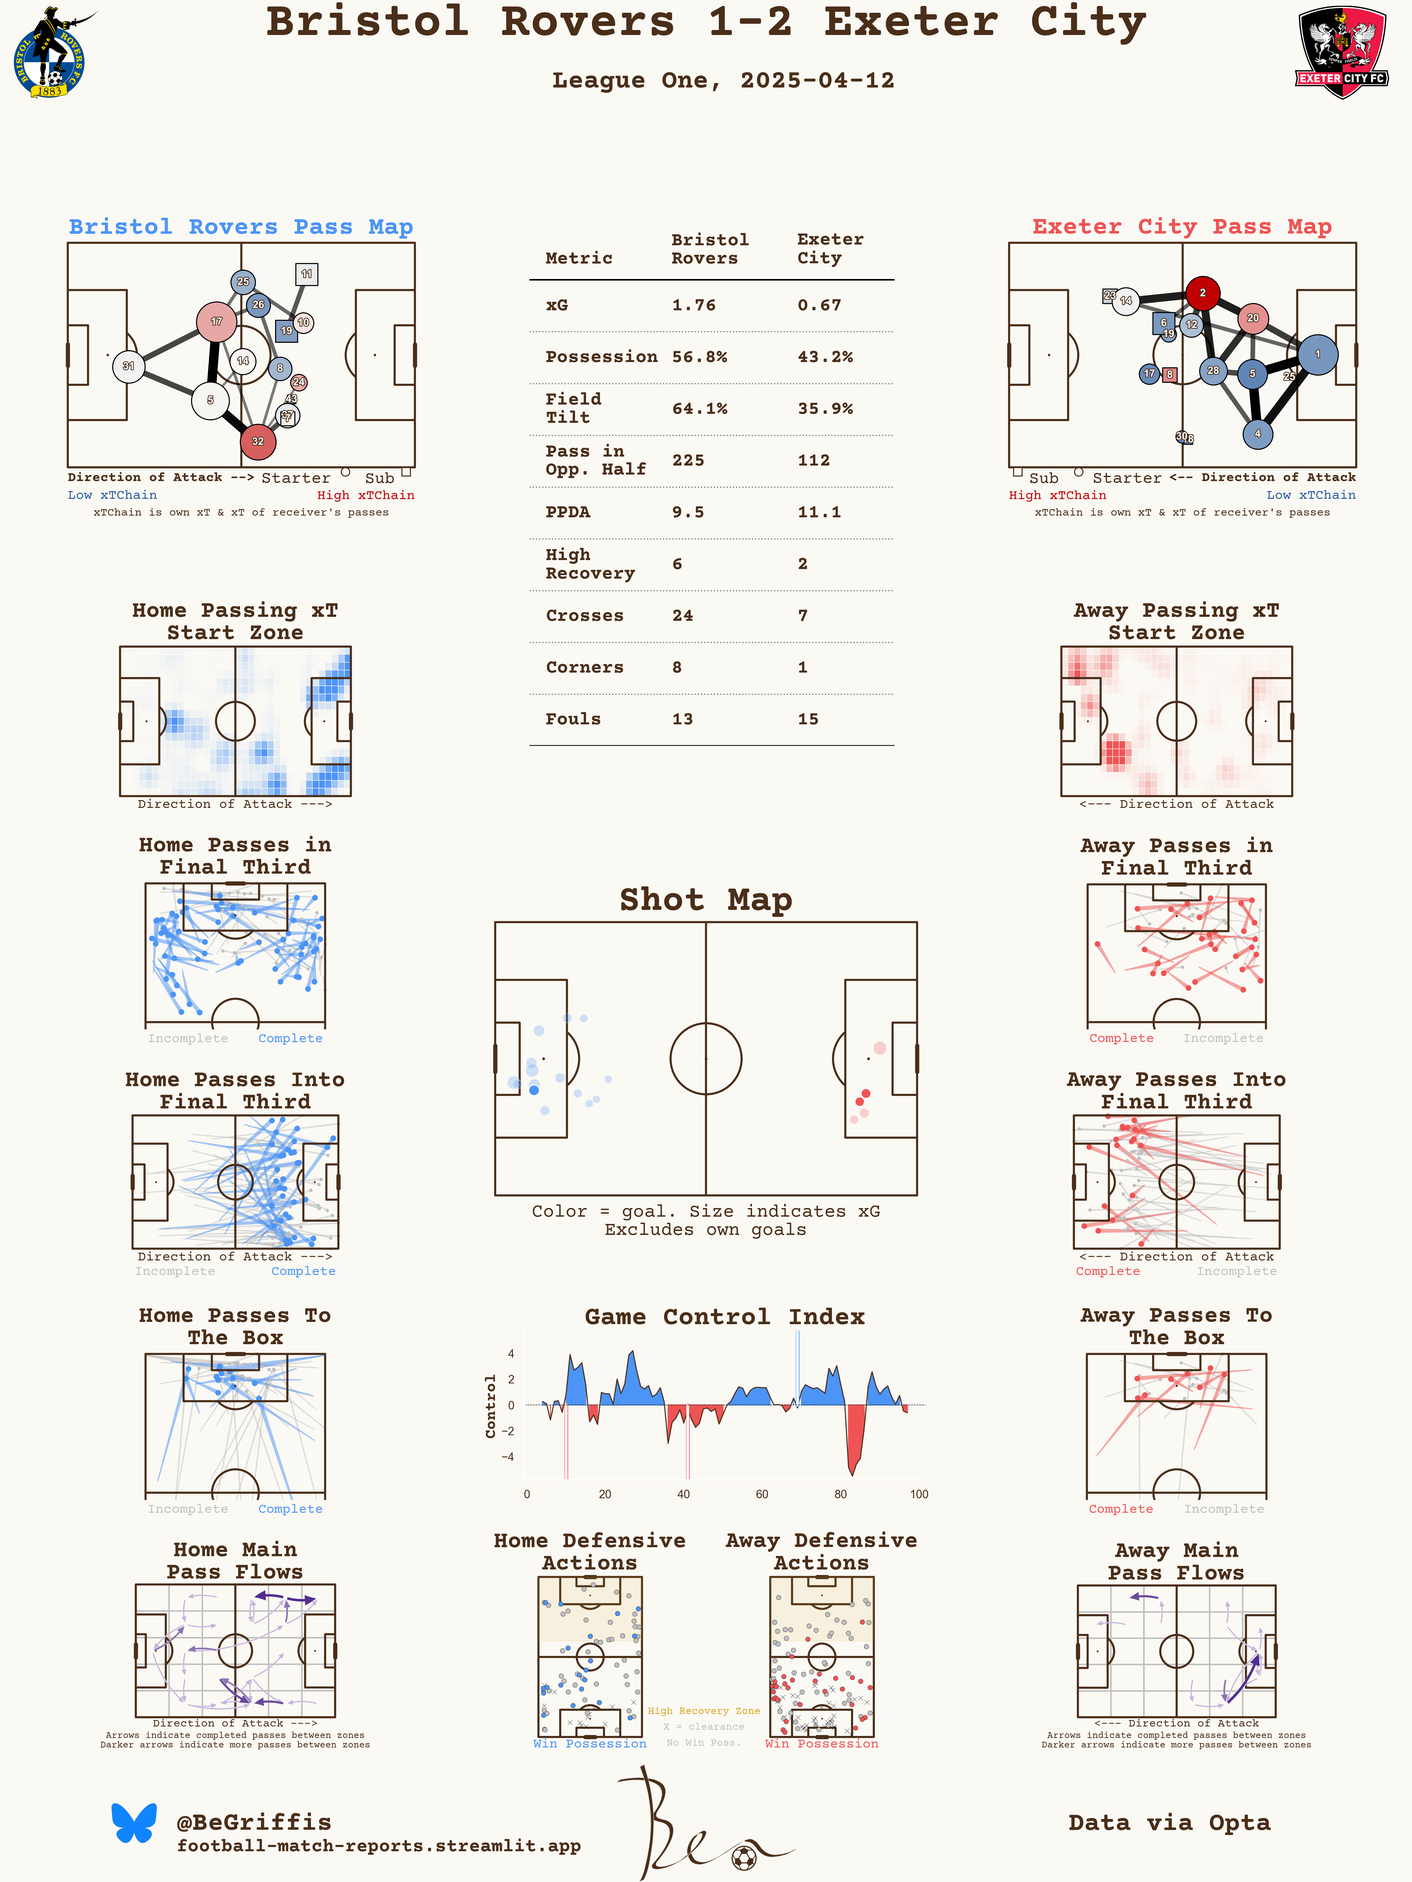 Bristol Rovers 1-2 Exeter City
League One, 2025-04-12
BRISTOL ROVERS FC
1883
EXETER CITY FC
Bristol Rovers Pass Map
11
25
26
17
10
19
14
31
8
24
5
32
Direction of Attack --> Starter Sub
Low xTChain High xTChain
xTChain is own xT & xT of receiver's passes
Metric Bristol Rovers Exeter City
xG 1.76 0.67
Possession 56.8% 43.2%
Field Tilt 64.1% 35.9%
Pass in Opp. Half 225 112
PPDA 9.5 11.1
High Recovery 6 2
Crosses 24 7
Corners 8 1
Fouls 13 15
Exeter City Pass Map
23
14
2
20
6
12
19
1
17
8
28
5
25
4
30
Sub Starter <-- Direction of Attack
High xTChain Low xTChain
xTChain is own xT & xT of receiver's passes
Home Passing xT
Start Zone
Direction of Attack --->
Away Passing xT
Start Zone
<--- Direction of Attack
Home Passes in
Final Third
Incomplete Complete
Shot Map
Color = goal. Size indicates xG
Excludes own goals
Away Passes in
Final Third
Complete Incomplete
Home Passes Into
Final Third
Direction of Attack --->
Incomplete Complete
Away Passes Into
Final Third
<--- Direction of Attack
Complete Incomplete
Home Passes To
The Box
Incomplete Complete
Game Control Index
Control
4
2
0
−2
−4
0 20 40 60 80 100
Away Passes To
The Box
Complete Incomplete
Home Main
Pass Flows
Direction of Attack --->
Arrows indicate completed passes between zones
Darker arrows indicate more passes between zones
Home Defensive
Actions
Win Possession
High Recovery Zone
X = clearance
No Win Poss.
Away Defensive
Actions
Win Possession
Away Main
Pass Flows
<--- Direction of Attack
Arrows indicate completed passes between zones
Darker arrows indicate more passes between zones
@BeGriffis
football-match-reports.streamlit.app
Ben
Data via Opta